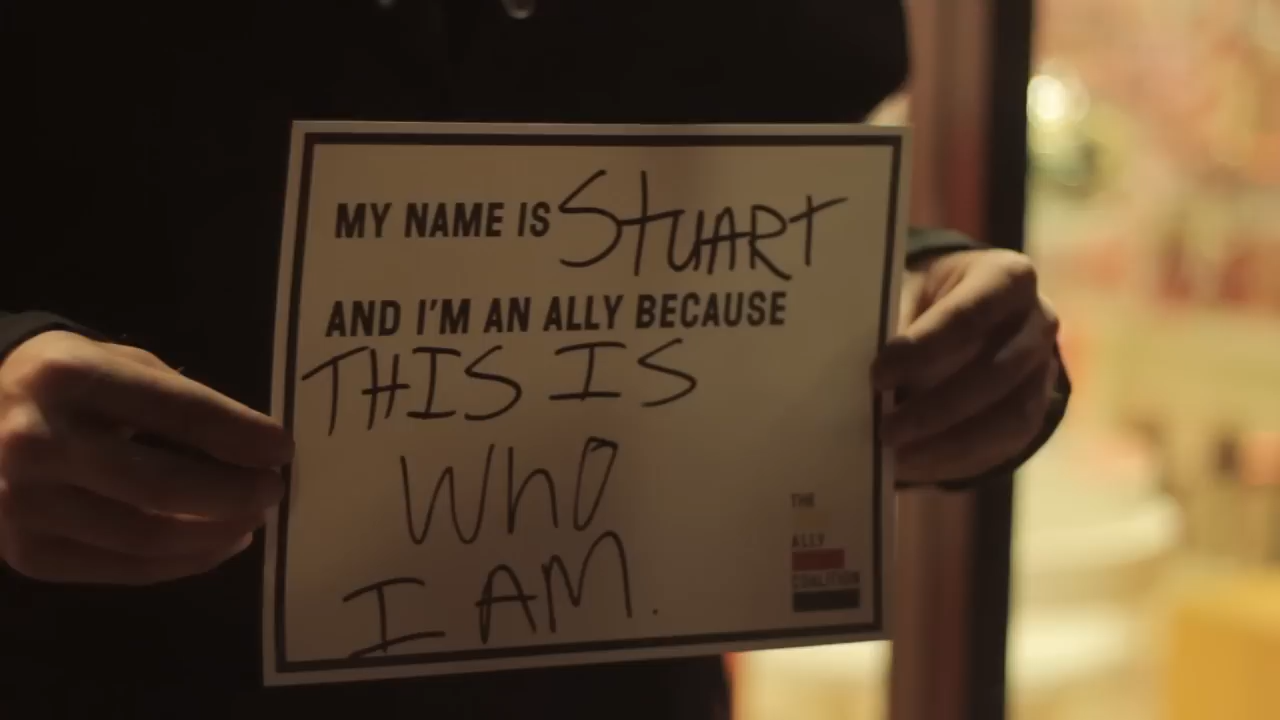 MY NAME IS STUART
AND I'M AN ALLY BECAUSE
THIS IS
WhO
I AM.
THE
ALLY
COALITION